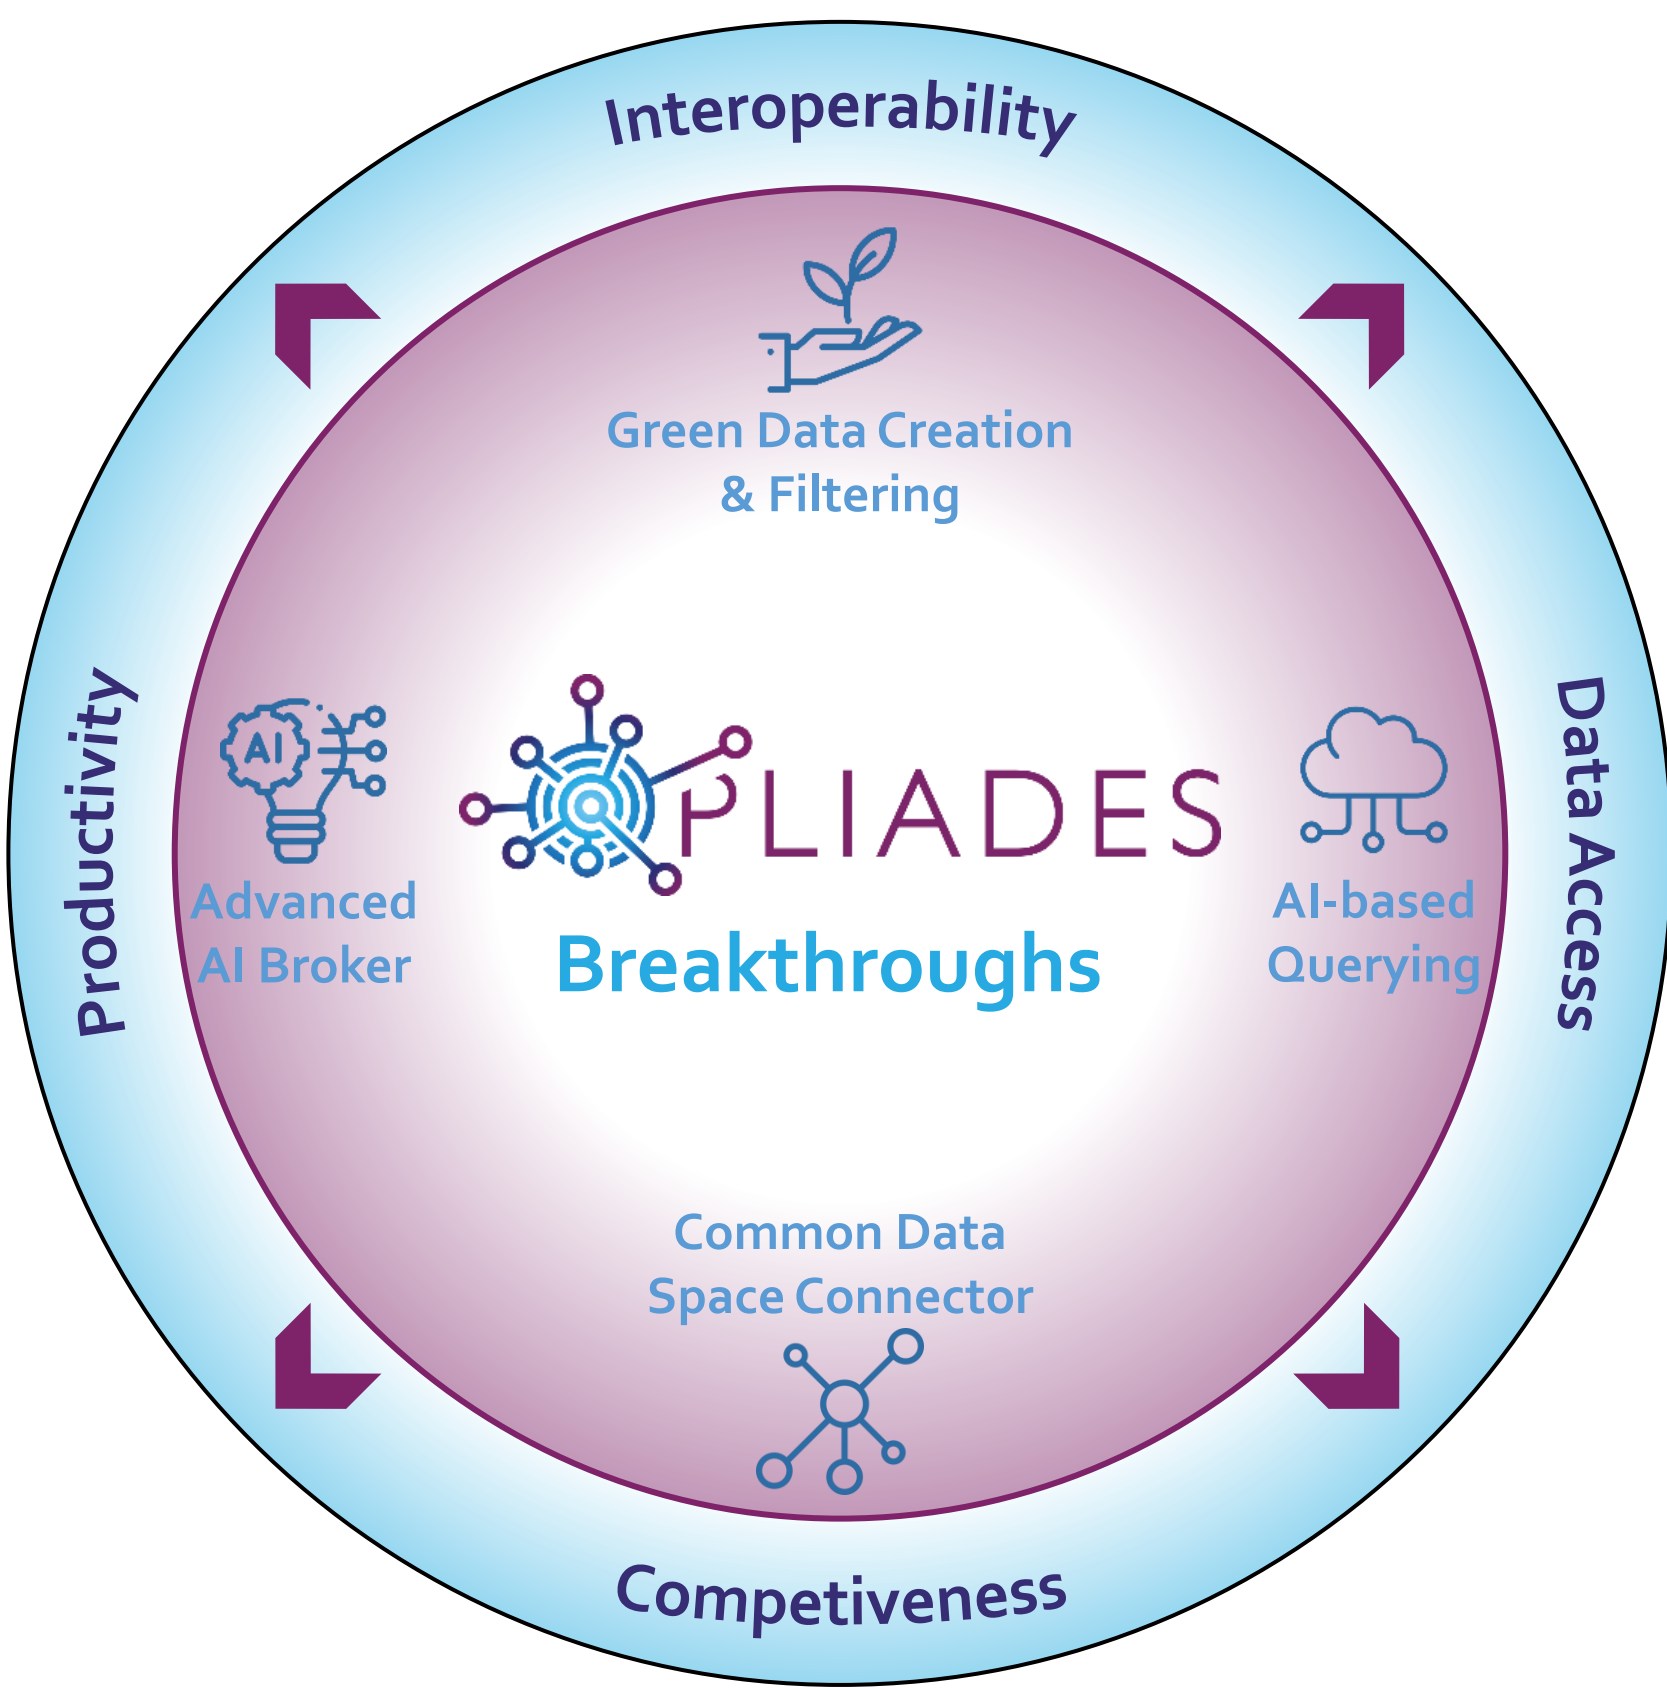 Interoperability
Green Data Creation
& Filtering
Productivity
AI
Advanced
AI Broker
PLIADES
Breakthroughs
AI-based
Querying
Data Access
Common Data
Space Connector
Competiveness